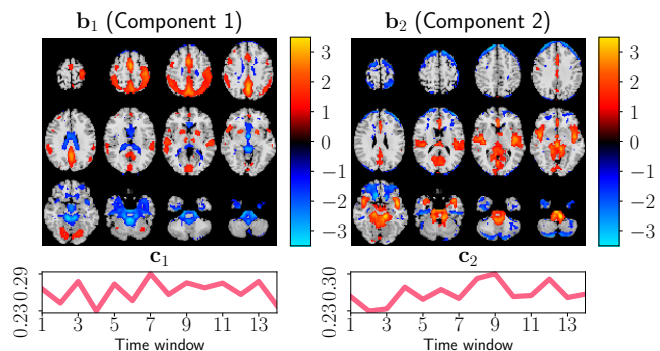 b₁ (Component 1)
3
2
1
0
−1
−2
−3
c₁
0.29
0.23
1 3 5 7 9 11 13
Time window
b₂ (Component 2)
3
2
1
0
−1
−2
−3
c₂
0.30
0.23
1 3 5 7 9 11 13
Time window